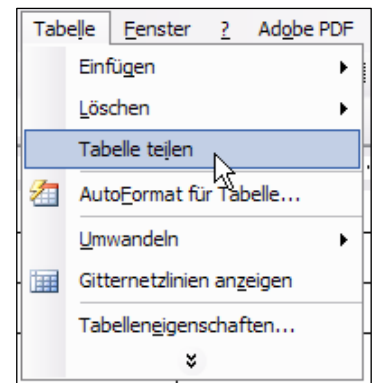 Tabelle Fenster ? Adobe PDF
Einfügen
Löschen
Tabelle teilen
AutoFormat für Tabelle...
Umwandeln
Gitternetzlinien anzeigen
Tabelleneigenschaften...